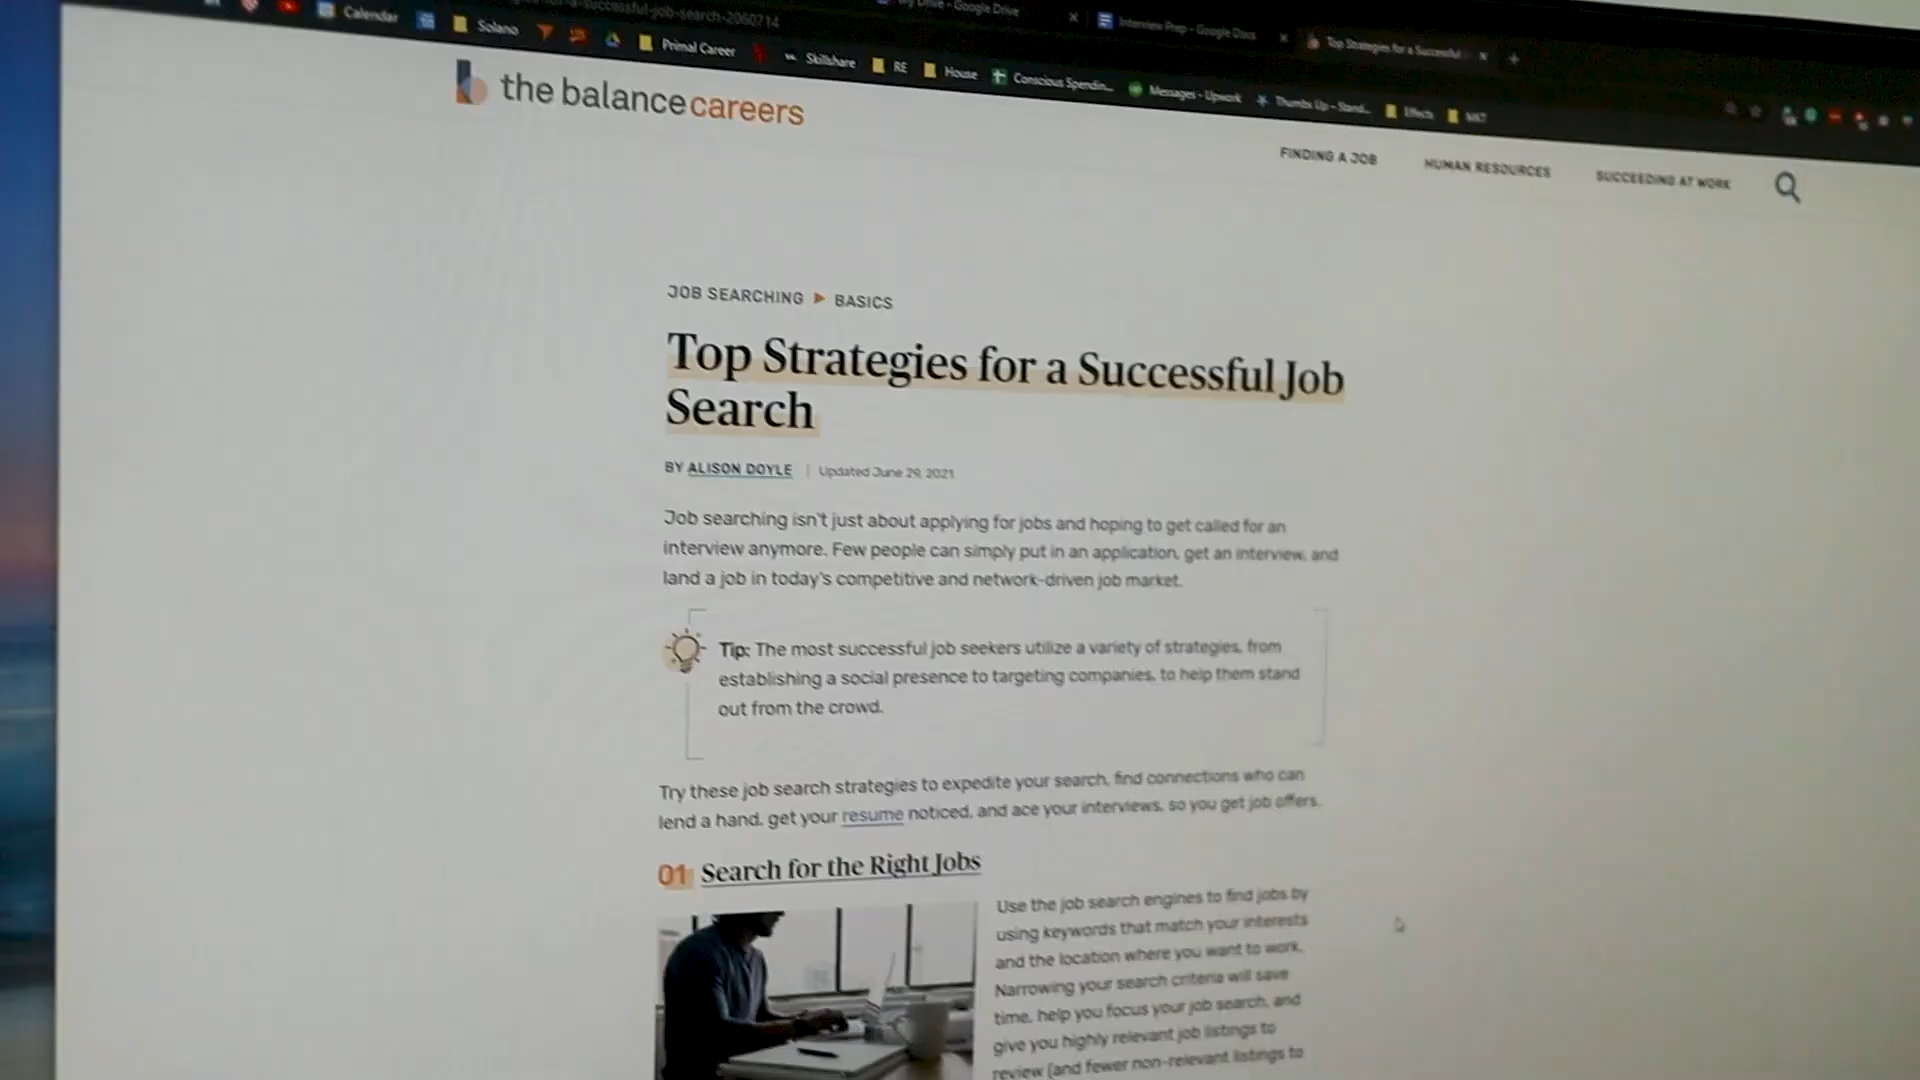 -successful-job-search-2060714
My Drive - Google Drive
Interview Prep - Google Docs
Top Strategies for a Successful
Calendar
Solano
Primal Career
Skillshare
RE
House
Conscious Spendin...
Messages - Upwork
Thumbs Up - Stand...
Effects
MKT
the balance careers
FINDING A JOB
HUMAN RESOURCES
SUCCEEDING AT WORK
JOB SEARCHING ▶ BASICS
Top Strategies for a Successful Job
Search
BY ALISON DOYLE | Updated June 29, 2021
Job searching isn't just about applying for jobs and hoping to get called for an
interview anymore. Few people can simply put in an application, get an interview, and
land a job in today's competitive and network-driven job market.
Tip: The most successful job seekers utilize a variety of strategies, from
establishing a social presence to targeting companies, to help them stand
out from the crowd.
Try these job search strategies to expedite your search, find connections who can
lend a hand, get your resume noticed, and ace your interviews, so you get job offers.
01 Search for the Right Jobs
Use the job search engines to find jobs by
using keywords that match your interests
and the location where you want to work.
Narrowing your search criteria will save
time, help you focus your job search, and
give you highly relevant job listings to
review (and fewer non-relevant listings to